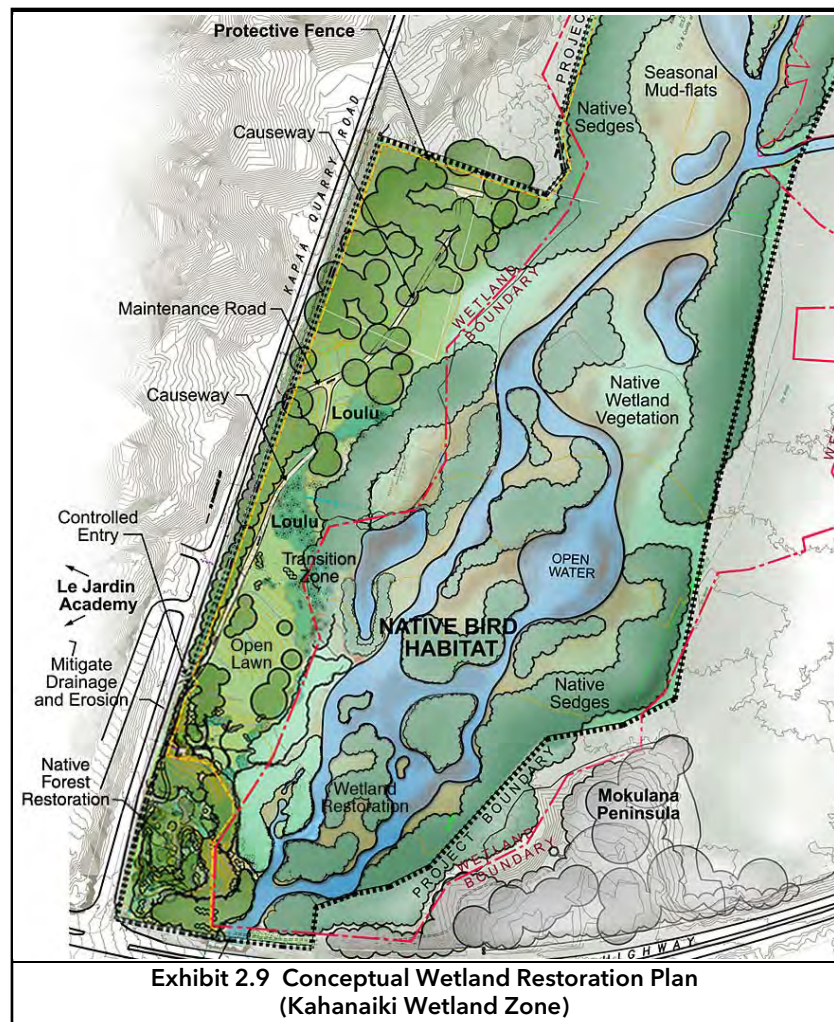 Protective Fence
PROJEC
Seasonal
Mud-flats
Native
Sedges
Causeway
KAPAA QUARRY ROAD
Maintenance Road
WETLAND
BOUNDARY
Causeway
Loulu
Native
Wetland
Vegetation
Controlled
Entry
Loulu
Transition
Zone
OPEN
WATER
Le Jardin
Academy
NATIVE BIRD
HABITAT
Mitigate
Drainage
and Erosion
Open
Lawn
Native
Sedges
Native
Forest
Restoration
Wetland
Restoration
PROJECT BOUNDARY
WETLAND
BOUNDARY
Mokulana
Peninsula
HIGHWAY
Exhibit 2.9 Conceptual Wetland Restoration Plan
(Kahanaiki Wetland Zone)